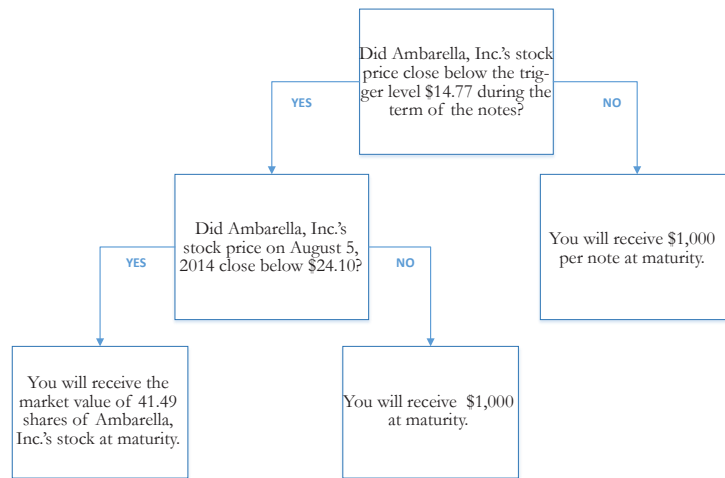 Did Ambarella, Inc.'s stock
price close below the trig-
ger level $14.77 during the
term of the notes?
YES
NO
Did Ambarella, Inc.'s
stock price on August 5,
2014 close below $24.10?
You will receive $1,000
per note at maturity.
YES
NO
You will receive the
market value of 41.49
shares of Ambarella,
Inc.'s stock at maturity.
You will receive $1,000
at maturity.